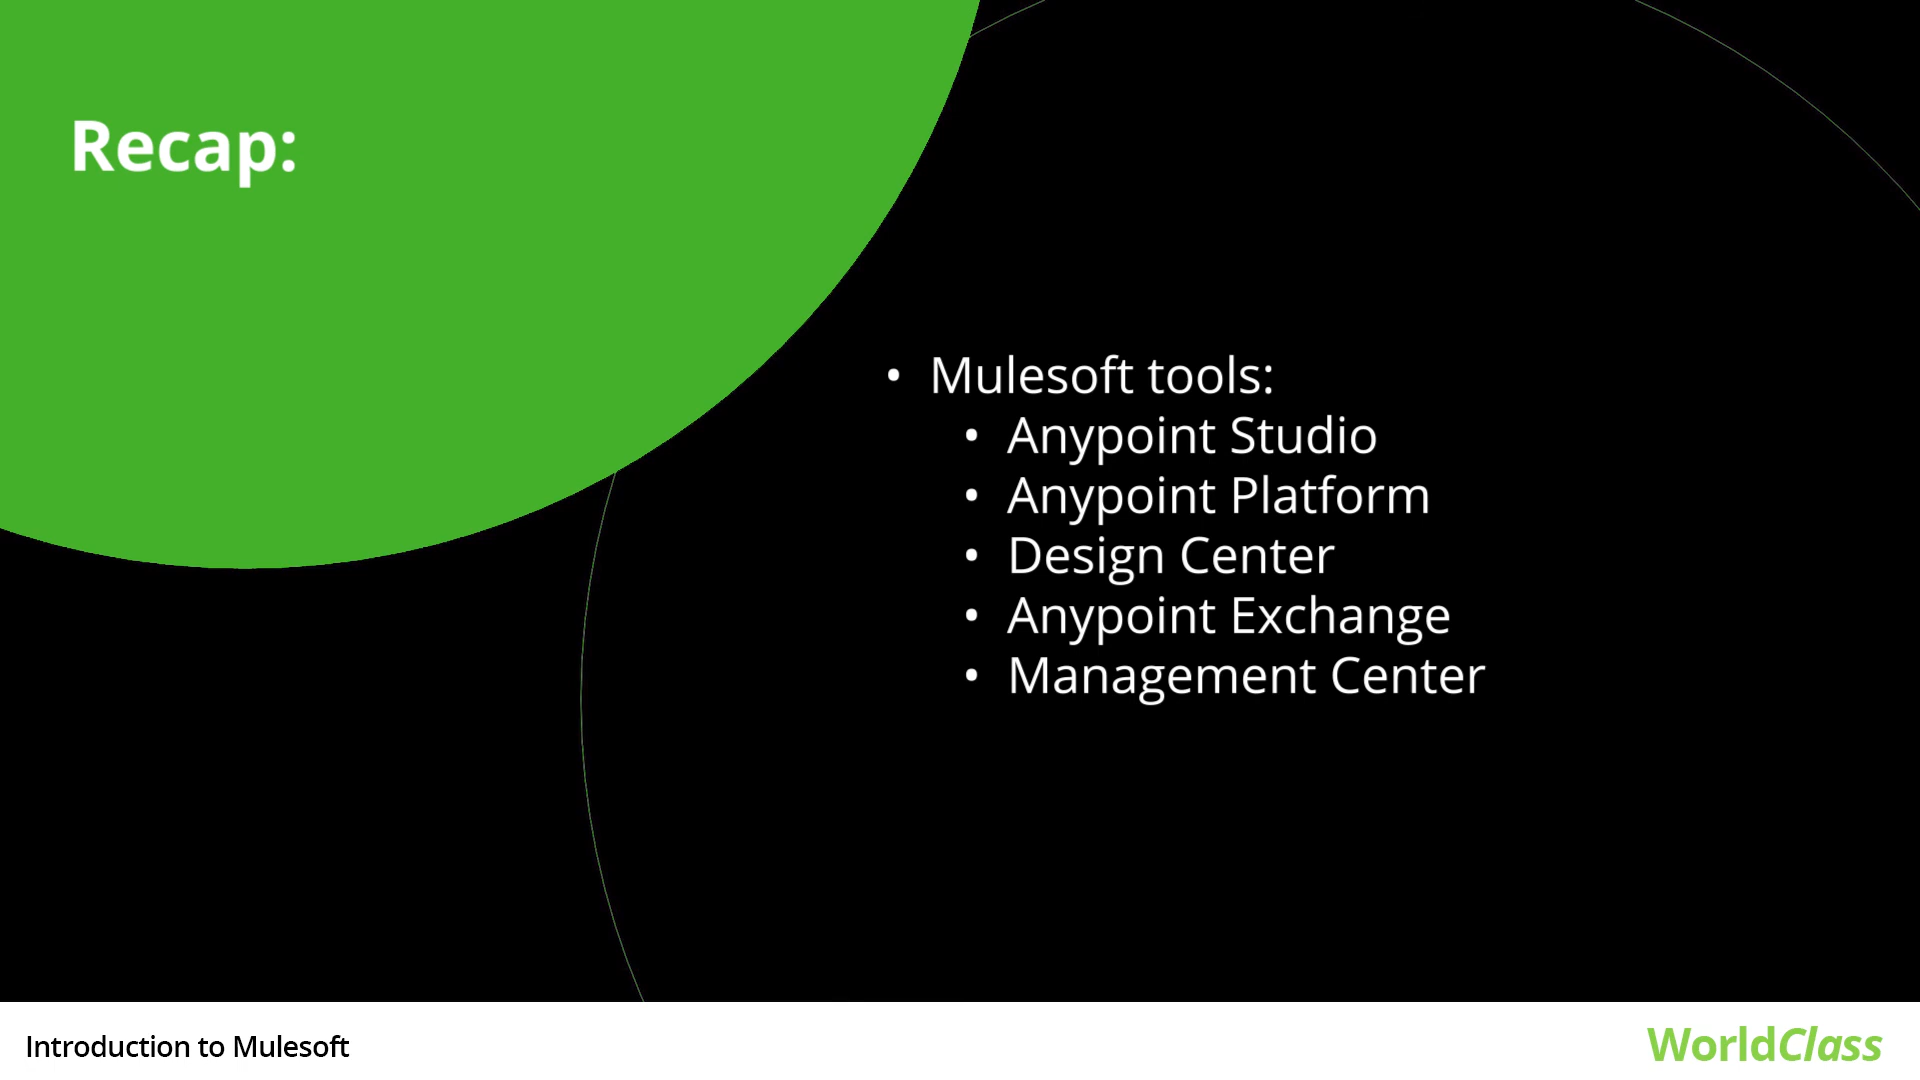 Recap:
• Mulesoft tools:
• Anypoint Studio
• Anypoint Platform
• Design Center
• Anypoint Exchange
• Management Center
Introduction to Mulesoft
WorldClass